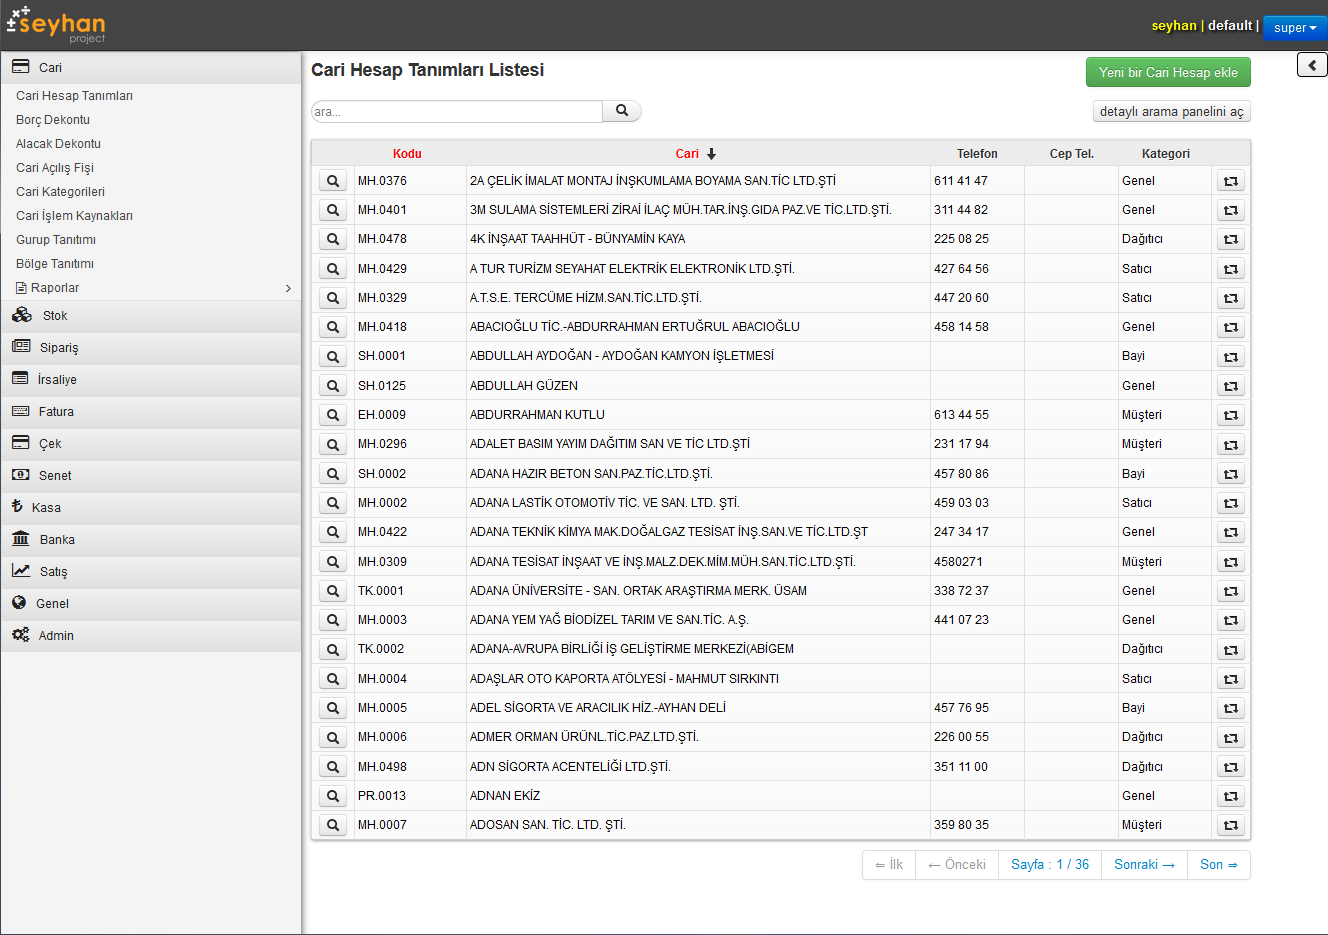 seyhan
project
seyhan | default |
super
Cari
Cari Hesap Tanımları
Borç Dekontu
Alacak Dekontu
Cari Açılış Fişi
Cari Kategorileri
Cari İşlem Kaynakları
Gurup Tanıtımı
Bölge Tanıtımı
Raporlar
Stok
Sipariş
İrsaliye
Fatura
Çek
Senet
Kasa
Banka
Satış
Genel
Admin
Cari Hesap Tanımları Listesi
Yeni bir Cari Hesap ekle
ara...
detaylı arama panelini aç
Kodu Cari Telefon Cep Tel. Kategori
MH.0376 2A ÇELİK İMALAT MONTAJ İNŞKUMLAMA BOYAMA SAN.TİC LTD.ŞTİ 611 41 47 Genel
MH.0401 3M SULAMA SİSTEMLERİ ZİRAİ İLAÇ MÜH.TAR.İNŞ.GIDA PAZ.VE TİC.LTD.ŞTİ. 311 44 82 Genel
MH.0478 4K İNŞAAT TAAHHÜT - BÜNYAMİN KAYA 225 08 25 Dağıtıcı
MH.0429 A TUR TURİZM SEYAHAT ELEKTRİK ELEKTRONİK LTD.ŞTİ. 427 64 56 Satıcı
MH.0329 A.T.S.E. TERCÜME HİZM.SAN.TİC.LTD.ŞTİ. 447 20 60 Satıcı
MH.0418 ABACIOĞLU TİC.-ABDURRAHMAN ERTUĞRUL ABACIOĞLU 458 14 58 Genel
SH.0001 ABDULLAH AYDOĞAN - AYDOĞAN KAMYON İŞLETMESİ Bayi
SH.0125 ABDULLAH GÜZEN Genel
EH.0009 ABDURRAHMAN KUTLU 613 44 55 Müşteri
MH.0296 ADALET BASIM YAYIM DAĞITIM SAN VE TİC LTD.ŞTİ 231 17 94 Müşteri
SH.0002 ADANA HAZIR BETON SAN.PAZ.TİC.LTD.ŞTİ. 457 80 86 Bayi
MH.0002 ADANA LASTİK OTOMOTİV TİC. VE SAN. LTD. ŞTİ. 459 03 03 Satıcı
MH.0422 ADANA TEKNİK KİMYA MAK.DOĞALGAZ TESİSAT İNŞ.SAN.VE TİC.LTD.ŞT 247 34 17 Genel
MH.0309 ADANA TESİSAT İNŞAAT VE İNŞ.MALZ.DEK.MİM.MÜH.SAN.TİC.LTD.ŞTİ. 4580271 Müşteri
TK.0001 ADANA ÜNİVERSİTE - SAN. ORTAK ARAŞTIRMA MERK. ÜSAM 338 72 37 Genel
MH.0003 ADANA YEM YAĞ BİODİZEL TARIM VE SAN.TİC. A.Ş. 441 07 23 Genel
TK.0002 ADANA-AVRUPA BİRLİĞİ İŞ GELİŞTİRME MERKEZİ(ABİGEM Dağıtıcı
MH.0004 ADAŞLAR OTO KAPORTA ATÖLYESİ - MAHMUT SIRKINTI Satıcı
MH.0005 ADEL SİGORTA VE ARACILIK HİZ.-AYHAN DELİ 457 76 95 Bayi
MH.0006 ADMER ORMAN ÜRÜNL.TİC.PAZ.LTD.ŞTİ. 226 00 55 Dağıtıcı
MH.0498 ADN SİGORTA ACENTELİĞİ LTD.ŞTİ. 351 11 00 Dağıtıcı
PR.0013 ADNAN EKİZ Genel
MH.0007 ADOSAN SAN. TİC. LTD. ŞTİ. 359 80 35 Müşteri
⇐ İlk ← Önceki Sayfa : 1 / 36 Sonraki → Son ⇒